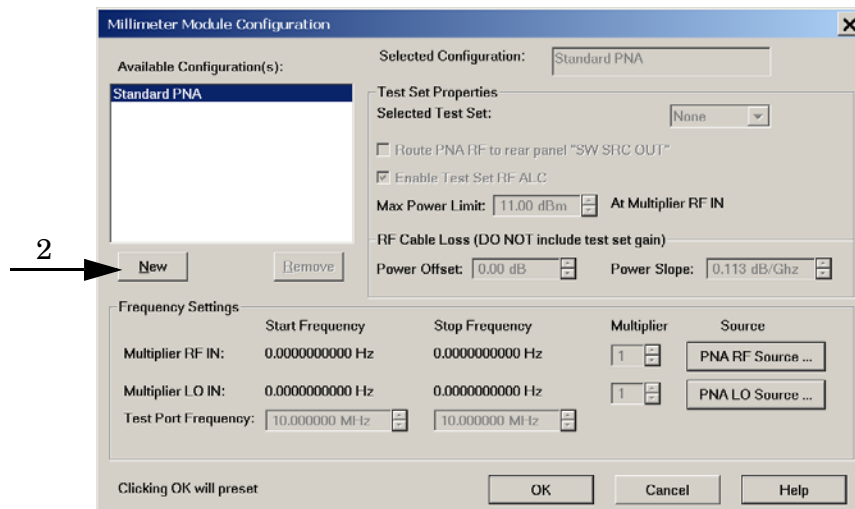 Millimeter Module Configuration
Available Configuration(s):
Selected Configuration: Standard PNA
Standard PNA
Test Set Properties
Selected Test Set: None
Route PNA RF to rear panel "SW SRC OUT"
Enable Test Set RF ALC
Max Power Limit: 11.00 dBm At Multiplier RF IN
RF Cable Loss (DO NOT include test set gain)
Power Offset: 0.00 dB Power Slope: 0.113 dB/Ghz
2
New Remove
Frequency Settings
Start Frequency Stop Frequency Multiplier Source
Multiplier RF IN: 0.0000000000 Hz 0.0000000000 Hz 1 PNA RF Source ...
Multiplier LO IN: 0.0000000000 Hz 0.0000000000 Hz 1 PNA LO Source ...
Test Port Frequency: 10.000000 MHz 10.000000 MHz
Clicking OK will preset OK Cancel Help